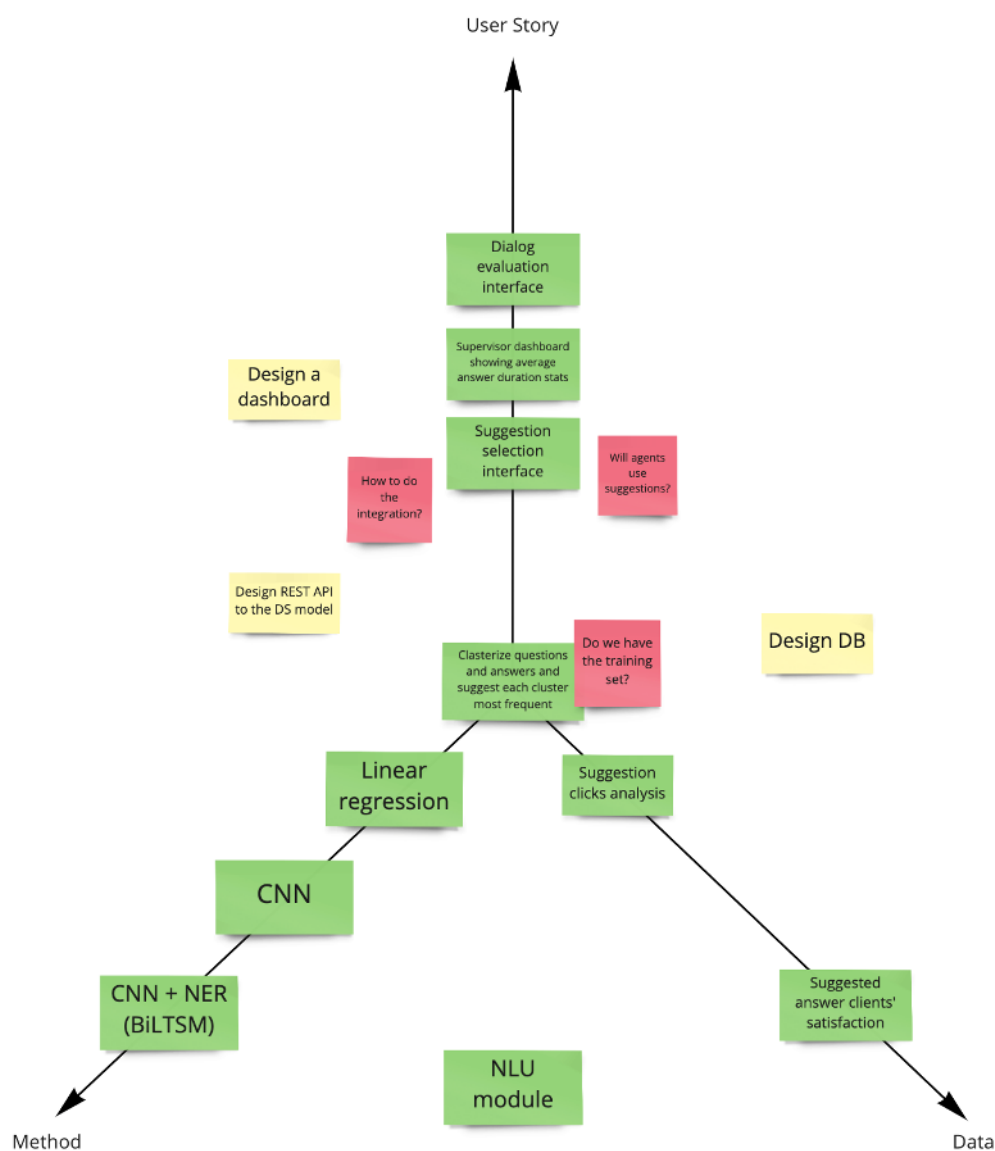 User Story
Dialog
evaluation
interface
Supervisor dashboard
showing average
answer duration stats
Design a
dashboard
Suggestion
selection
interface
How to do
the
integration?
Will agents
use
suggestions?
Design REST API
to the DS model
Clasterize questions
and answers and
suggest each cluster
most frequent
Do we have
the training
set?
Design DB
Linear
regression
Suggestion
clicks analysis
CNN
CNN + NER
(BiLTSM)
Suggested
answer clients'
satisfaction
NLU
module
Method
Data